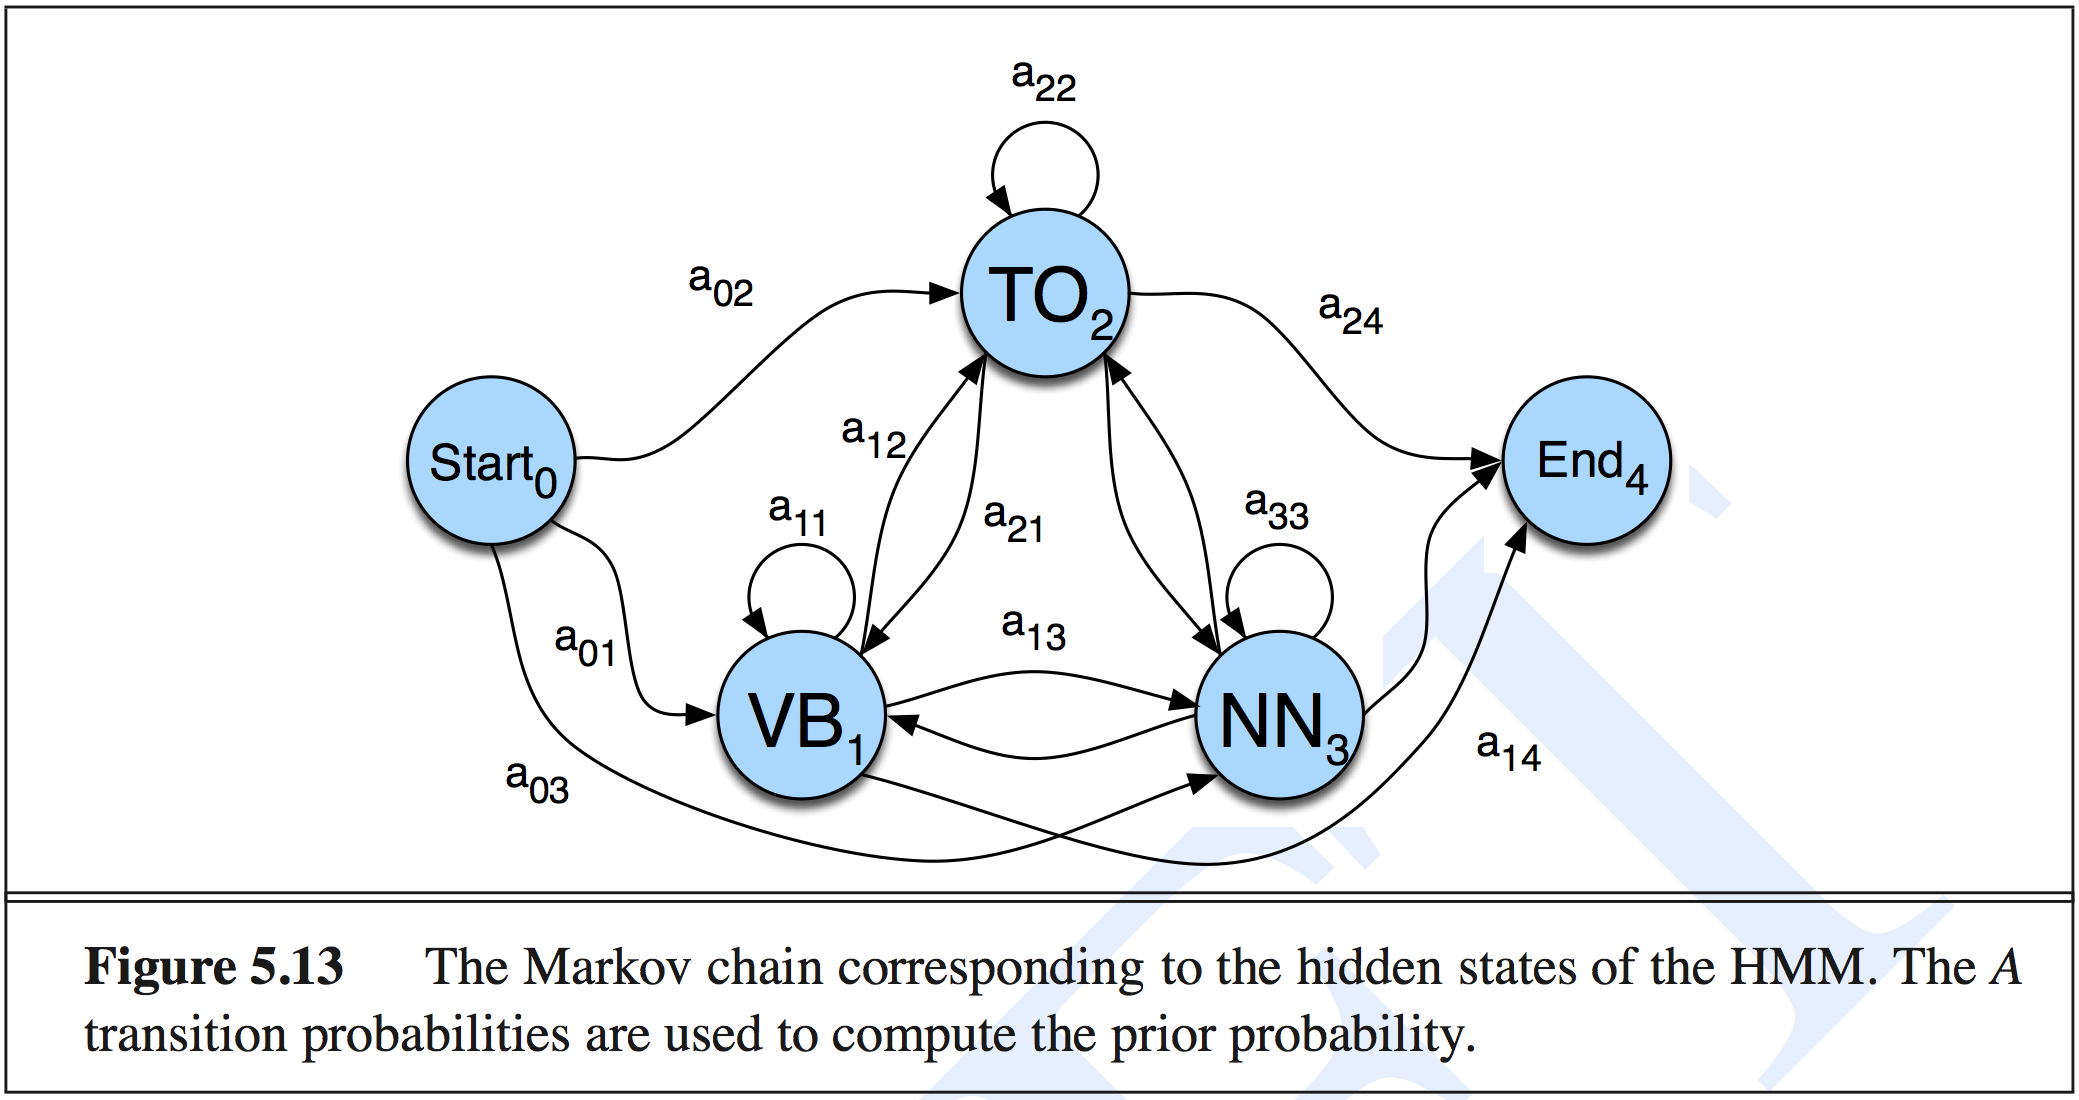 a22
TO2
a02
a24
Start0
End4
a12
a11
a21
a33
a01
a13
VB1
NN3
a03
a14
Figure 5.13 The Markov chain corresponding to the hidden states of the HMM. The A
transition probabilities are used to compute the prior probability.